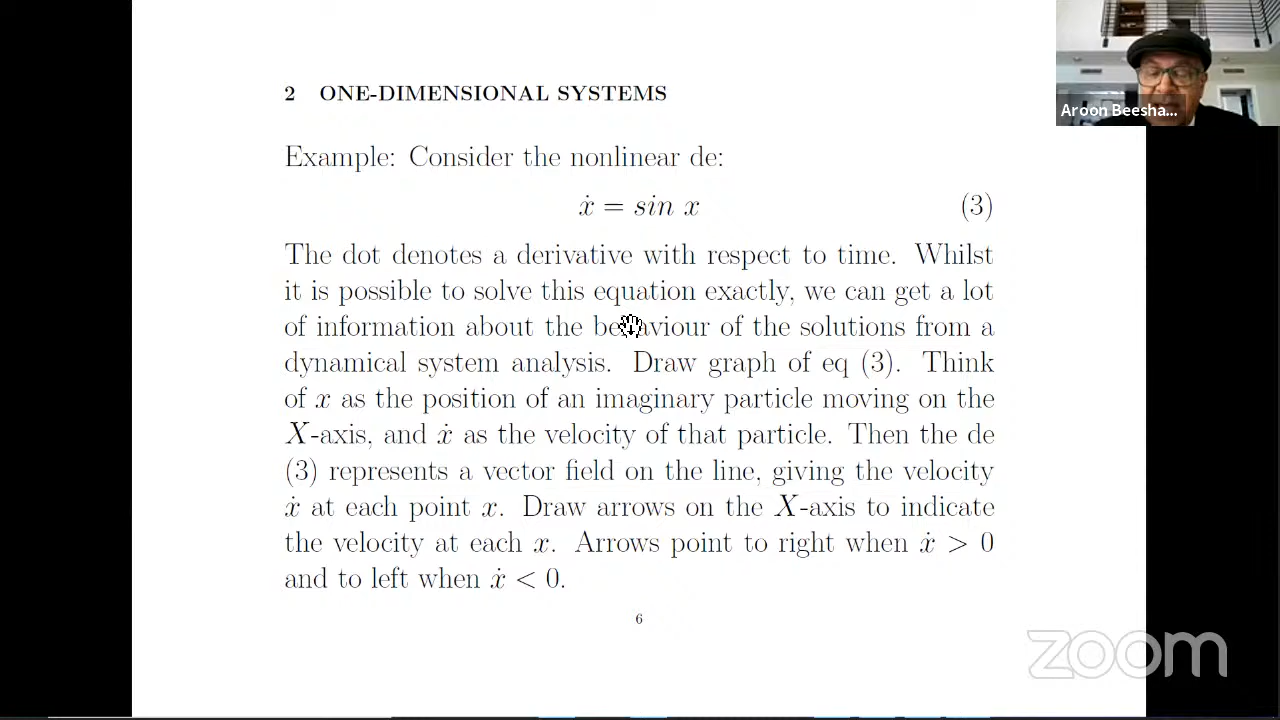 Aroon Beesha...
2 ONE-DIMENSIONAL SYSTEMS
Example: Consider the nonlinear de:
ẋ = sin x (3)
The dot denotes a derivative with respect to time. Whilst
it is possible to solve this equation exactly, we can get a lot
of information about the behaviour of the solutions from a
dynamical system analysis. Draw graph of eq (3). Think
of x as the position of an imaginary particle moving on the
X-axis, and ẋ as the velocity of that particle. Then the de
(3) represents a vector field on the line, giving the velocity
ẋ at each point x. Draw arrows on the X-axis to indicate
the velocity at each x. Arrows point to right when ẋ > 0
and to left when ẋ < 0.
6
zoom